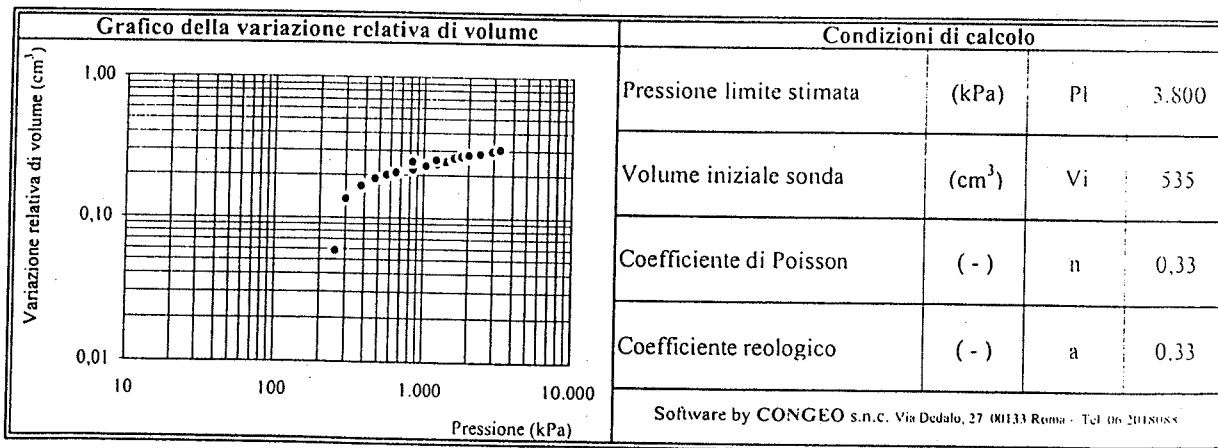 Grafico della variazione relativa di volume
Variazione relativa di volume (cm³)
1,00
0,10
0,01
10
100
1.000
10.000
Pressione (kPa)
Condizioni di calcolo
Pressione limite stimata (kPa) Pl 3.800
Volume iniziale sonda (cm³) Vi 535
Coefficiente di Poisson ( - ) n 0,33
Coefficiente reologico ( - ) a 0,33
Software by CONGEO s.n.c. Via Dedalo, 27 00133 Roma - Tel 06 2018088